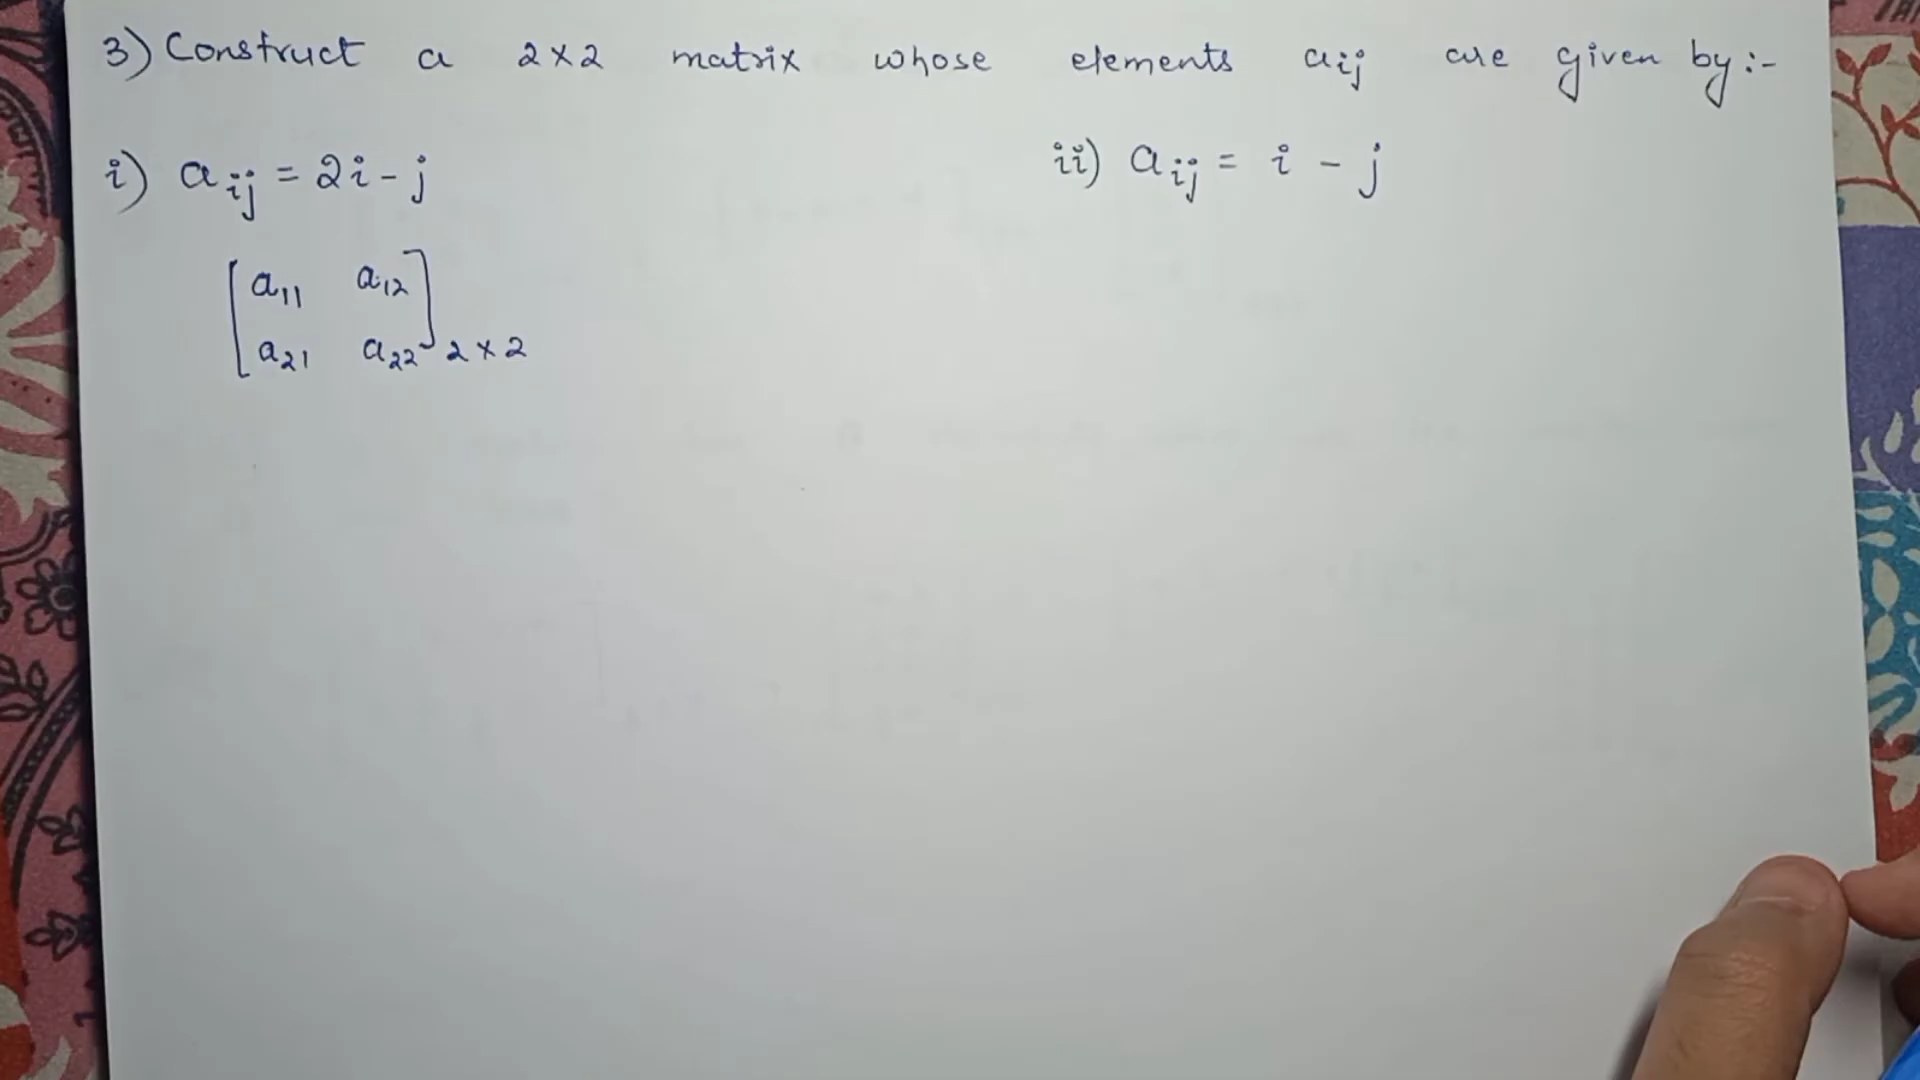 3) Construct a 2×2 matrix whose elements aij are given by:-
i) aij = 2i - j
ii) aij = i - j
[a11 a12
a21 a22] 2×2